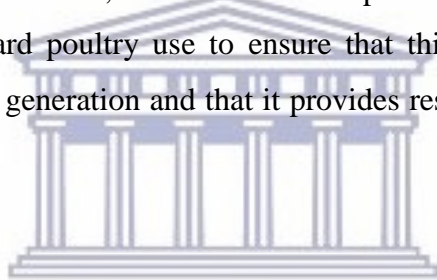 ard poultry use to ensure that thi
generation and that it provides res